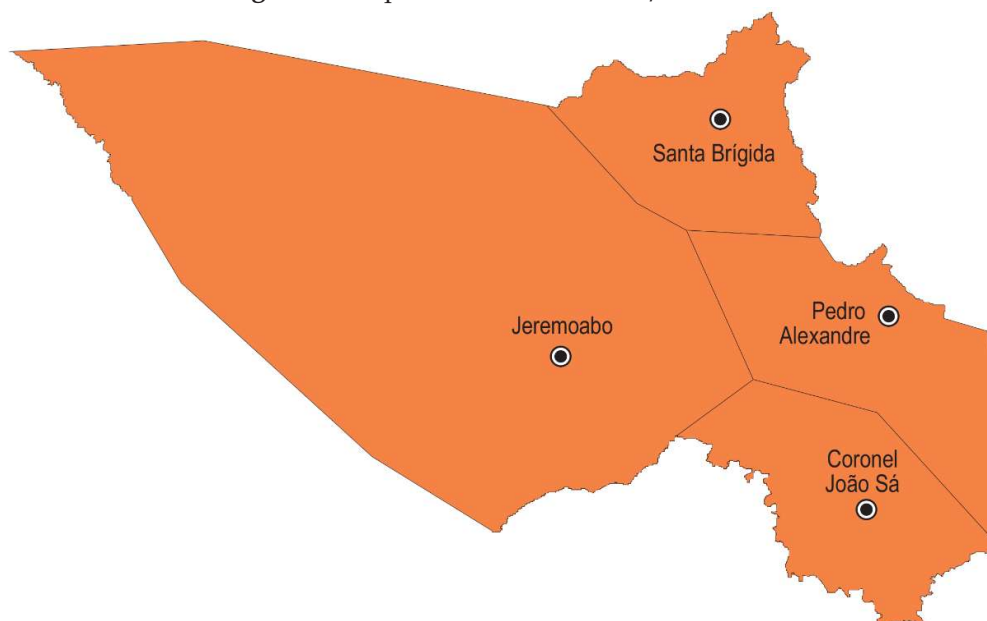 Santa Brígida
Pedro
Alexandre
Jeremoabo
Coronel
João Sá